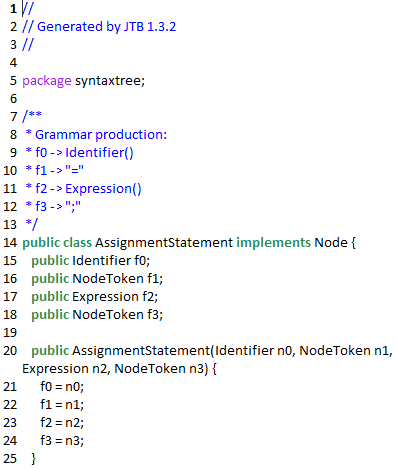 1 //
2 // Generated by JTB 1.3.2
3 //
4
5 package syntaxtree;
6
7 /**
8  * Grammar production:
9  * f0 -> Identifier()
10  * f1 -> "="
11  * f2 -> Expression()
12  * f3 -> ";"
13  */
14 public class AssignmentStatement implements Node {
15   public Identifier f0;
16   public NodeToken f1;
17   public Expression f2;
18   public NodeToken f3;
19
20   public AssignmentStatement(Identifier n0, NodeToken n1,
Expression n2, NodeToken n3) {
21     f0 = n0;
22     f1 = n1;
23     f2 = n2;
24     f3 = n3;
25   }